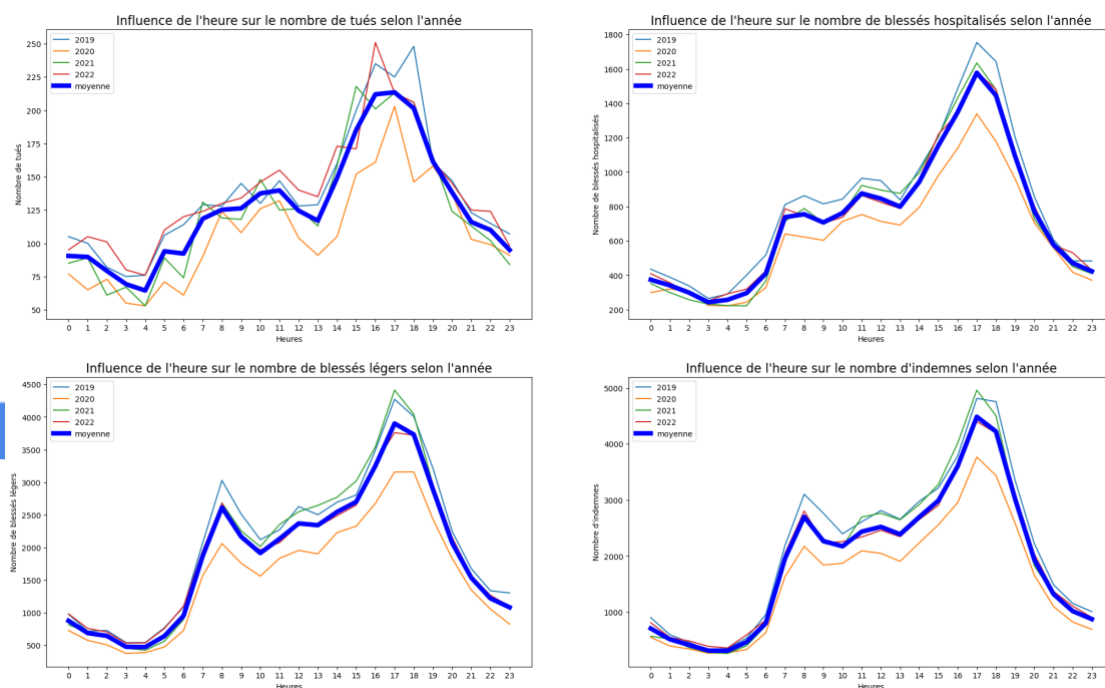 Influence de l'heure sur le nombre de tués selon l'année
2019
2020
2021
2022
moyenne
250
225
200
175
150
125
100
75
50
Nombre de tués
0 1 2 3 4 5 6 7 8 9 10 11 12 13 14 15 16 17 18 19 20 21 22 23
Heures
Influence de l'heure sur le nombre de blessés hospitalisés selon l'année
2019
2020
2021
2022
moyenne
1800
1600
1400
1200
1000
800
600
400
200
Nombre de blessés hospitalisés
0 1 2 3 4 5 6 7 8 9 10 11 12 13 14 15 16 17 18 19 20 21 22 23
Heures
Influence de l'heure sur le nombre de blessés légers selon l'année
2019
2020
2021
2022
moyenne
4500
4000
3500
3000
2500
2000
1500
1000
500
Nombre de blessés légers
0 1 2 3 4 5 6 7 8 9 10 11 12 13 14 15 16 17 18 19 20 21 22 23
Heures
Influence de l'heure sur le nombre d'indemnes selon l'année
2019
2020
2021
2022
moyenne
5000
4000
3000
2000
1000
Nombre d'indemnes
0 1 2 3 4 5 6 7 8 9 10 11 12 13 14 15 16 17 18 19 20 21 22 23
Heures